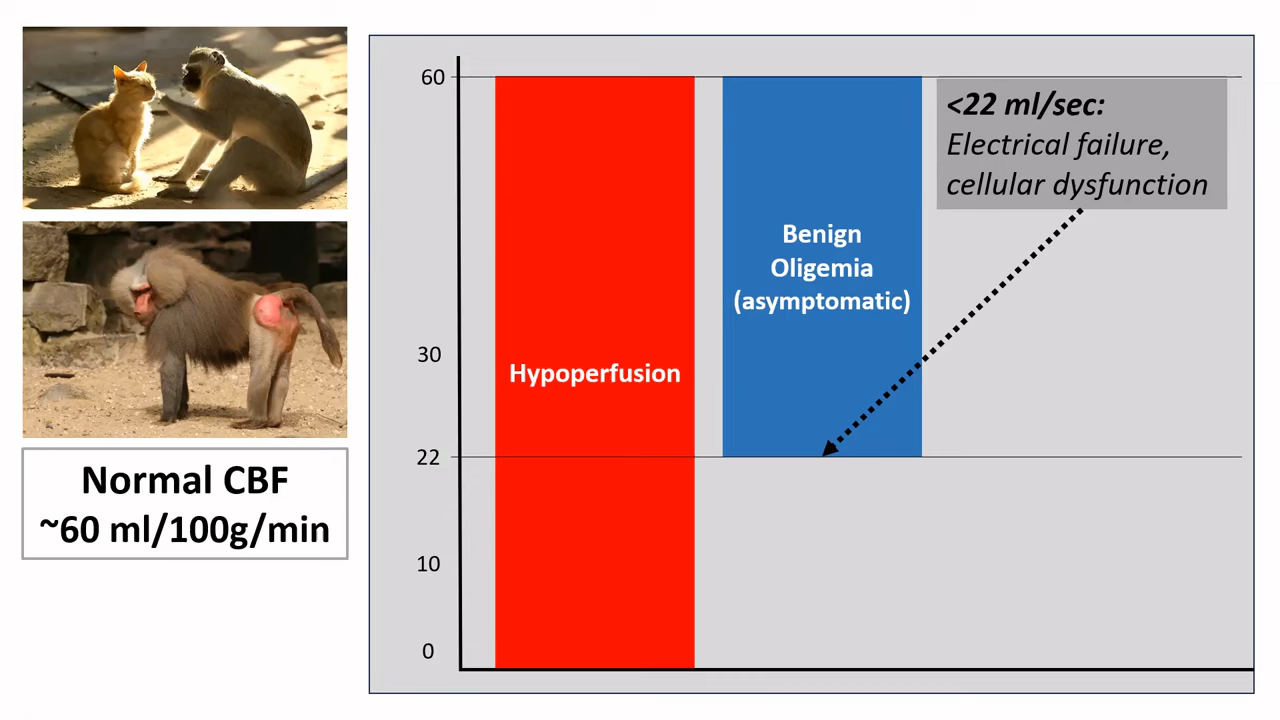 Normal CBF
~60 ml/100g/min
60
30
22
10
0
Hypoperfusion
Benign
Oligemia
(asymptomatic)
<22 ml/sec:
Electrical failure,
cellular dysfunction